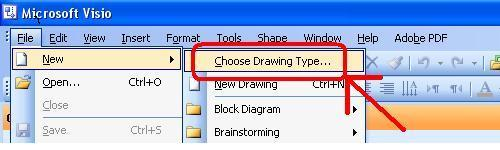 Microsoft Visio
File Edit View Insert Format Tools Shape Window Help Adobe PDF
New Choose Drawing Type...
Open... Ctrl+O New Drawing Ctrl+N
Close Block Diagram
Save Ctrl+S Brainstorming